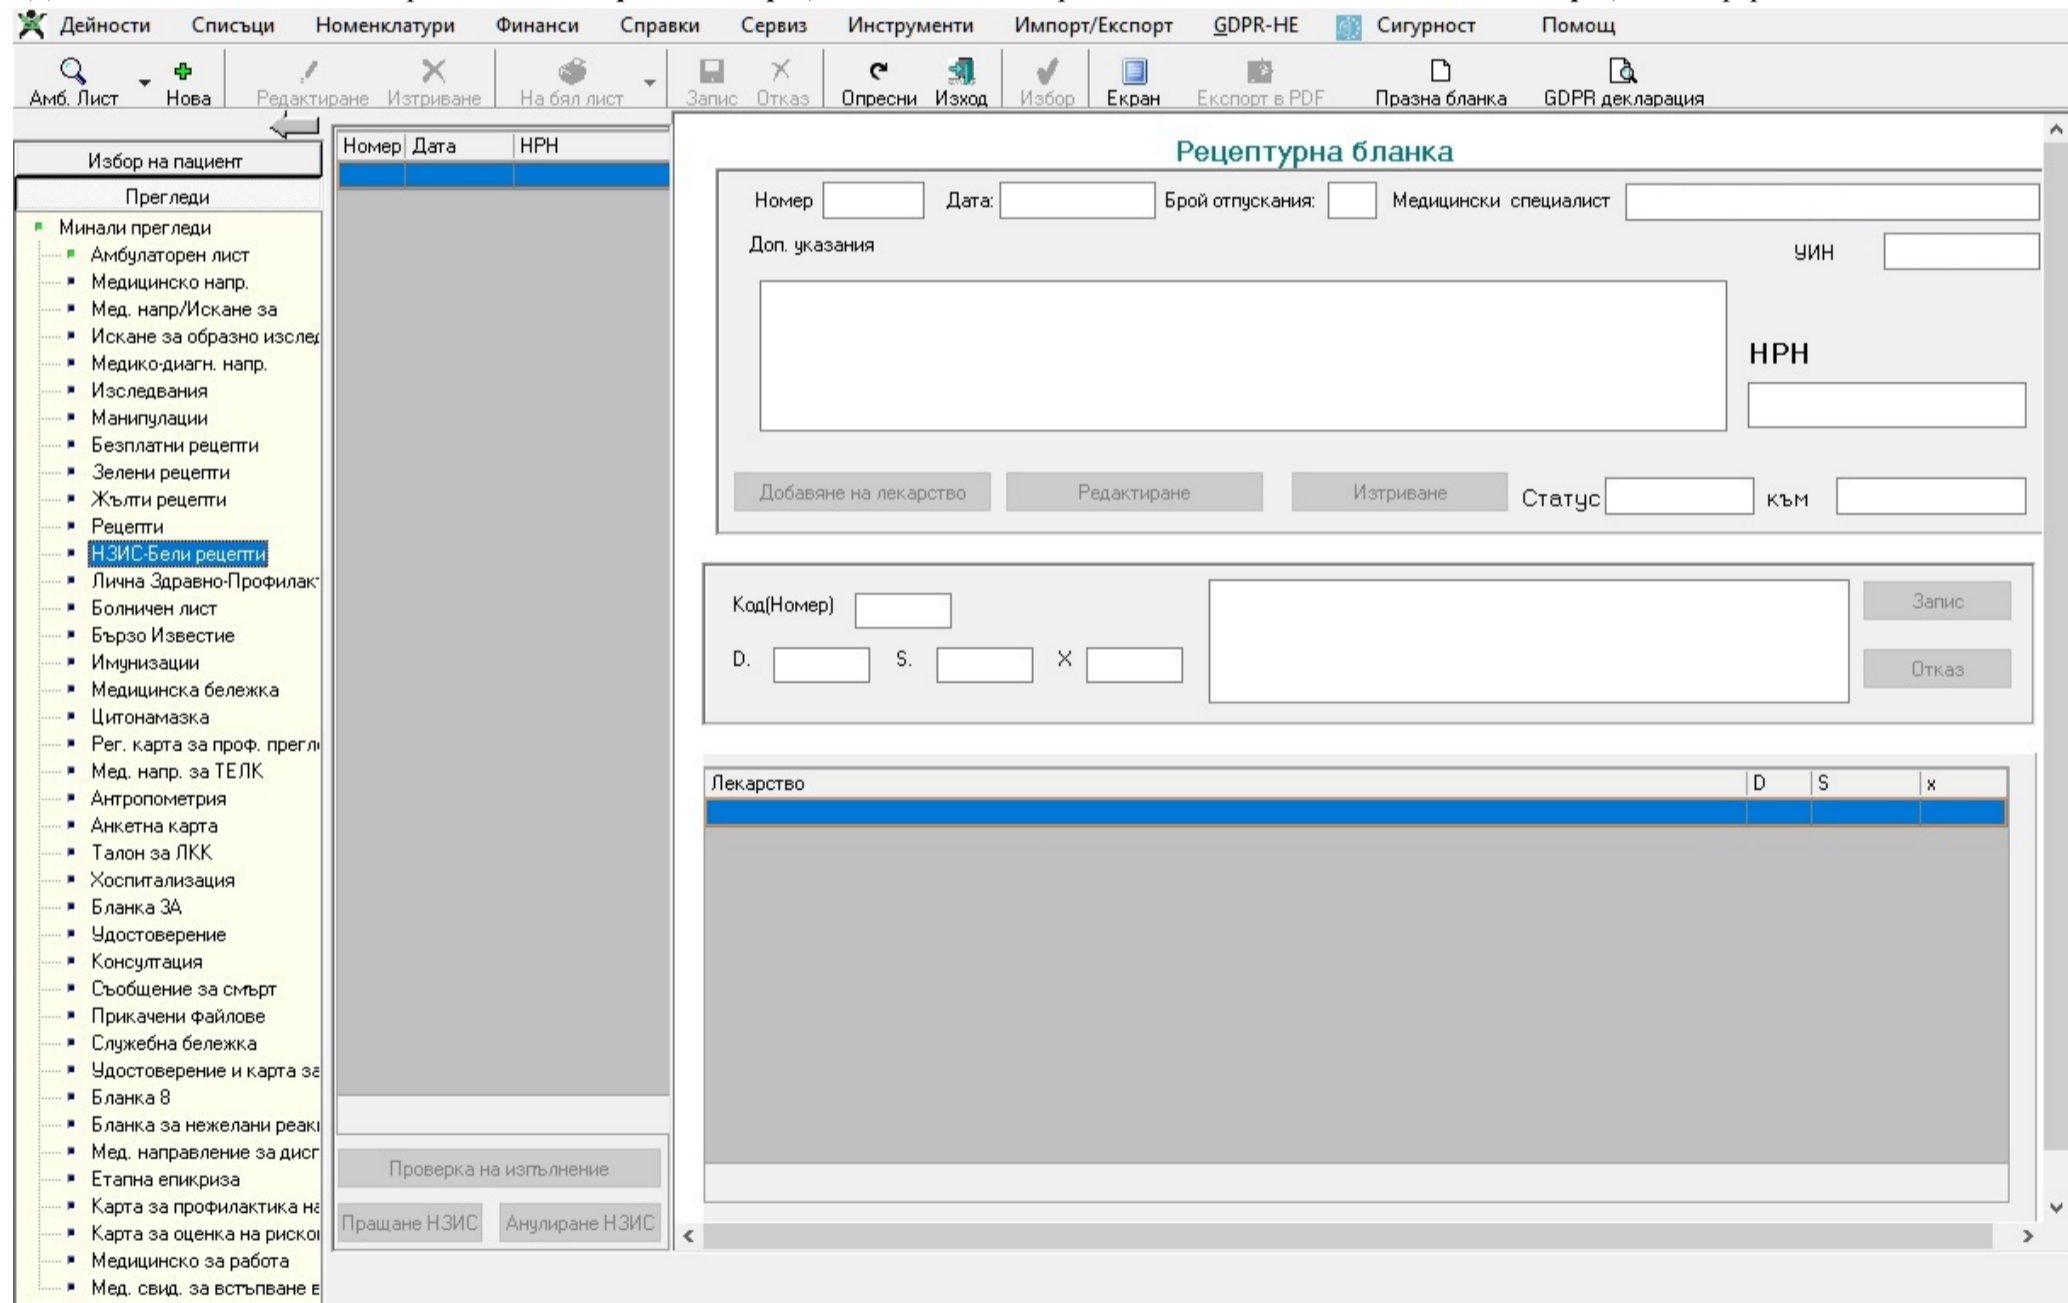 Дейности Списъци Номенклатури Финанси Справки Сервиз Инструменти Импорт/Експорт GDPR-НЕ Сигурност Помощ
Амб. Лист Нова Редактиране Изтриване На бял лист Запис Отказ Опресни Изход Избор Екран Експорт в PDF Празна бланка GDPR декларация
Избор на пациент
Прегледи
Минали прегледи
Амбулаторен лист
Медицинско напр.
Мед. напр/Искане за
Искане за образно изслед
Медико-диагн. напр.
Изследвания
Манипулации
Безплатни рецепти
Зелени рецепти
Жълти рецепти
Рецепти
НЗИС-Бели рецепти
Лична Здравно-Профилак
Болничен лист
Бързо Известие
Имунизации
Медицинска бележка
Цитонамазка
Рег. карта за проф. прегл
Мед. напр. за ТЕЛК
Антропометрия
Анкетна карта
Талон за ЛКК
Хоспитализация
Бланка 3А
Удостоверение
Консултация
Съобщение за смърт
Прикачени файлове
Служебна бележка
Удостоверение и карта за
Бланка 8
Бланка за нежелани реак
Мед. направление за дисп
Етапна епикриза
Карта за профилактика на
Карта за оценка на риско
Медицинско за работа
Мед. свид. за встъпване в
Номер Дата НРН
Проверка на изпълнение
Пращане НЗИС Анулиране НЗИС
Рецептурна бланка
Номер Дата: Брой отпускания: Медицински специалист
Доп. указания УИН
НРН
Добавяне на лекарство Редактиране Изтриване Статус към
Код(Номер) Запис
D. S. X Отказ
Лекарство D S x